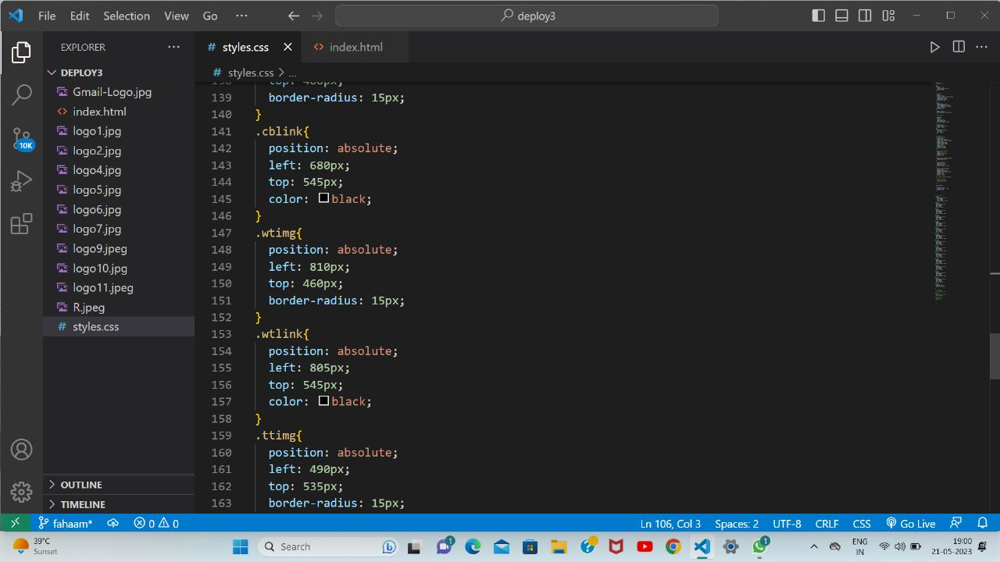 File Edit Selection View Go ··· deploy3
EXPLORER ···
DEPLOY3
Gmail-Logo.jpg
index.html
logo1.jpg
logo2.jpg
logo4.jpg
logo5.jpg
logo6.jpg
logo7.jpg
logo9.jpeg
logo10.jpg
logo11.jpeg
R.jpeg
# styles.css
OUTLINE
TIMELINE
10K
# styles.css <> index.html
# styles.css > ...
138 top: 460px;
139 border-radius: 15px;
140 }
141 .cblink{
142 position: absolute;
143 left: 680px;
144 top: 545px;
145 color: black;
146 }
147 .wtimg{
148 position: absolute;
149 left: 810px;
150 top: 460px;
151 border-radius: 15px;
152 }
153 .wtlink{
154 position: absolute;
155 left: 805px;
156 top: 545px;
157 color: black;
158 }
159 .ttimg{
160 position: absolute;
161 left: 490px;
162 top: 535px;
163 border-radius: 15px;
fahaam* 0 0 Ln 106, Col 3 Spaces: 2 UTF-8 CRLF CSS Go Live
39°C
Sunset
Search
1
1
ENG
IN
19:00
21-05-2023